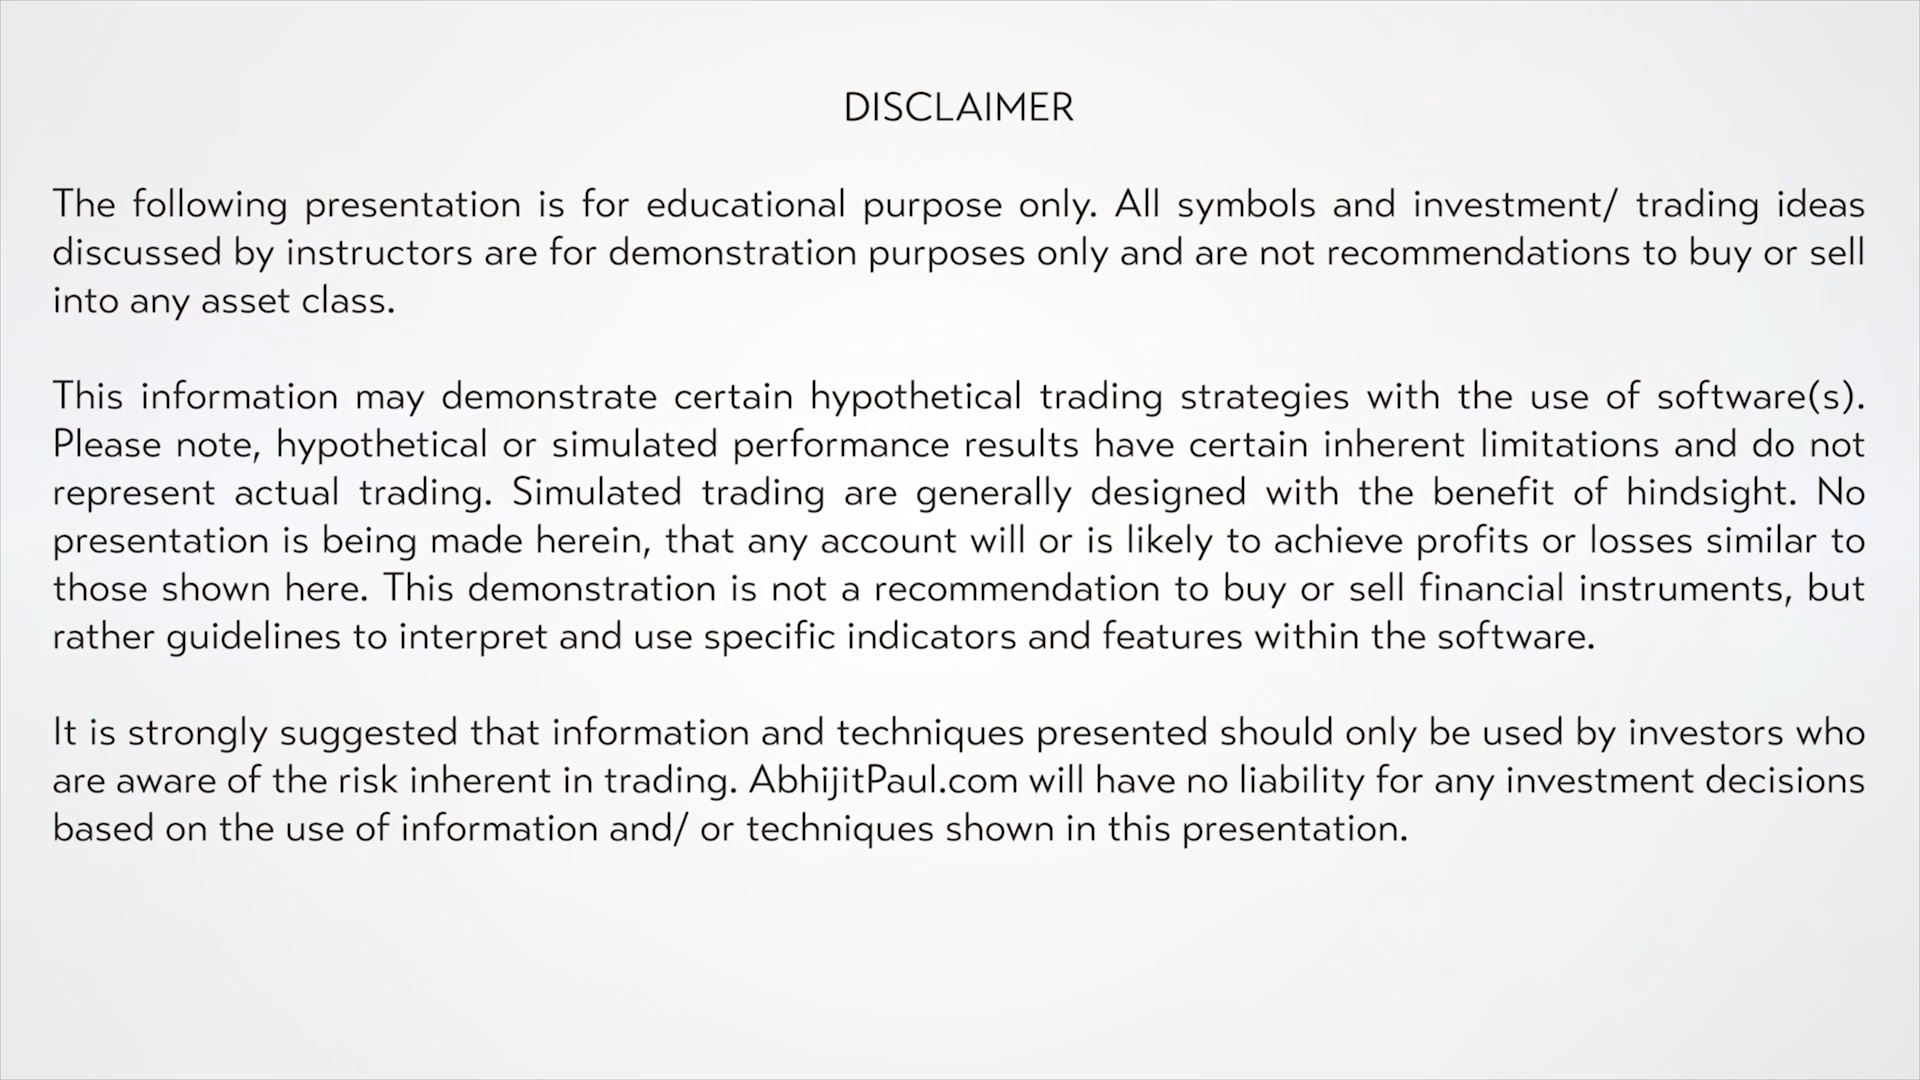 DISCLAIMER
The following presentation is for educational purpose only. All symbols and investment/ trading ideas
discussed by instructors are for demonstration purposes only and are not recommendations to buy or sell
into any asset class.
This information may demonstrate certain hypothetical trading strategies with the use of software(s).
Please note, hypothetical or simulated performance results have certain inherent limitations and do not
represent actual trading. Simulated trading are generally designed with the benefit of hindsight. No
presentation is being made herein, that any account will or is likely to achieve profits or losses similar to
those shown here. This demonstration is not a recommendation to buy or sell financial instruments, but
rather guidelines to interpret and use specific indicators and features within the software.
It is strongly suggested that information and techniques presented should only be used by investors who
are aware of the risk inherent in trading. AbhijitPaul.com will have no liability for any investment decisions
based on the use of information and/ or techniques shown in this presentation.